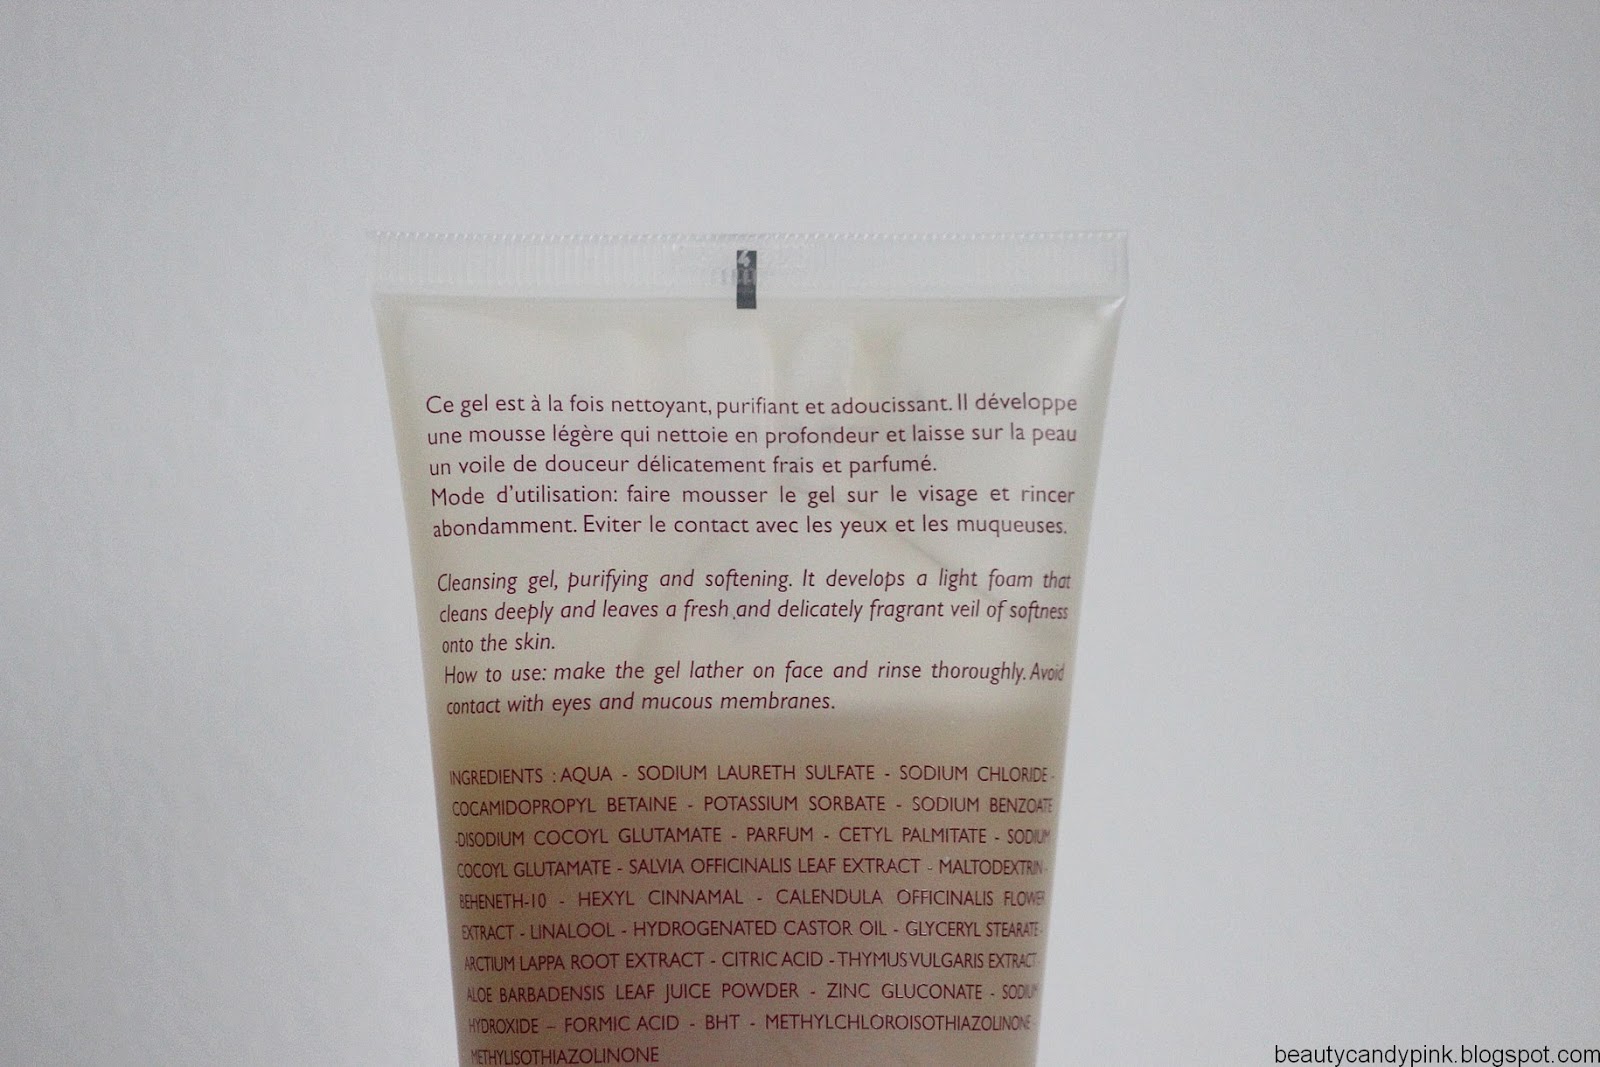 4
Ce gel est à la fois nettoyant, purifiant et adoucissant. Il développe
une mousse légère qui nettoie en profondeur et laisse sur la peau
un voile de douceur délicatement frais et parfumé.
Mode d'utilisation: faire mousser le gel sur le visage et rincer
abondamment. Eviter le contact avec les yeux et les muqueuses.
Cleansing gel, purifying and softening. It develops a light foam that
cleans deeply and leaves a fresh and delicately fragrant veil of softness
onto the skin.
How to use: make the gel lather on face and rinse thoroughly. Avoid
contact with eyes and mucous membranes.
INGREDIENTS : AQUA - SODIUM LAURETH SULFATE - SODIUM CHLORIDE -
COCAMIDOPROPYL BETAINE - POTASSIUM SORBATE - SODIUM BENZOATE
-DISODIUM COCOYL GLUTAMATE - PARFUM - CETYL PALMITATE - SODIUM
COCOYL GLUTAMATE - SALVIA OFFICINALIS LEAF EXTRACT - MALTODEXTRIN -
BEHENETH-10 - HEXYL CINNAMAL - CALENDULA OFFICINALIS FLOWER
EXTRACT - LINALOOL - HYDROGENATED CASTOR OIL - GLYCERYL STEARATE -
ARCTIUM LAPPA ROOT EXTRACT - CITRIC ACID - THYMUS VULGARIS EXTRACT -
ALOE BARBADENSIS LEAF JUICE POWDER - ZINC GLUCONATE - SODIUM
HYDROXIDE – FORMIC ACID - BHT - METHYLCHLOROISOTHIAZOLINONE -
METHYLISOTHIAZOLINONE
beautycandypink.blogspot.com